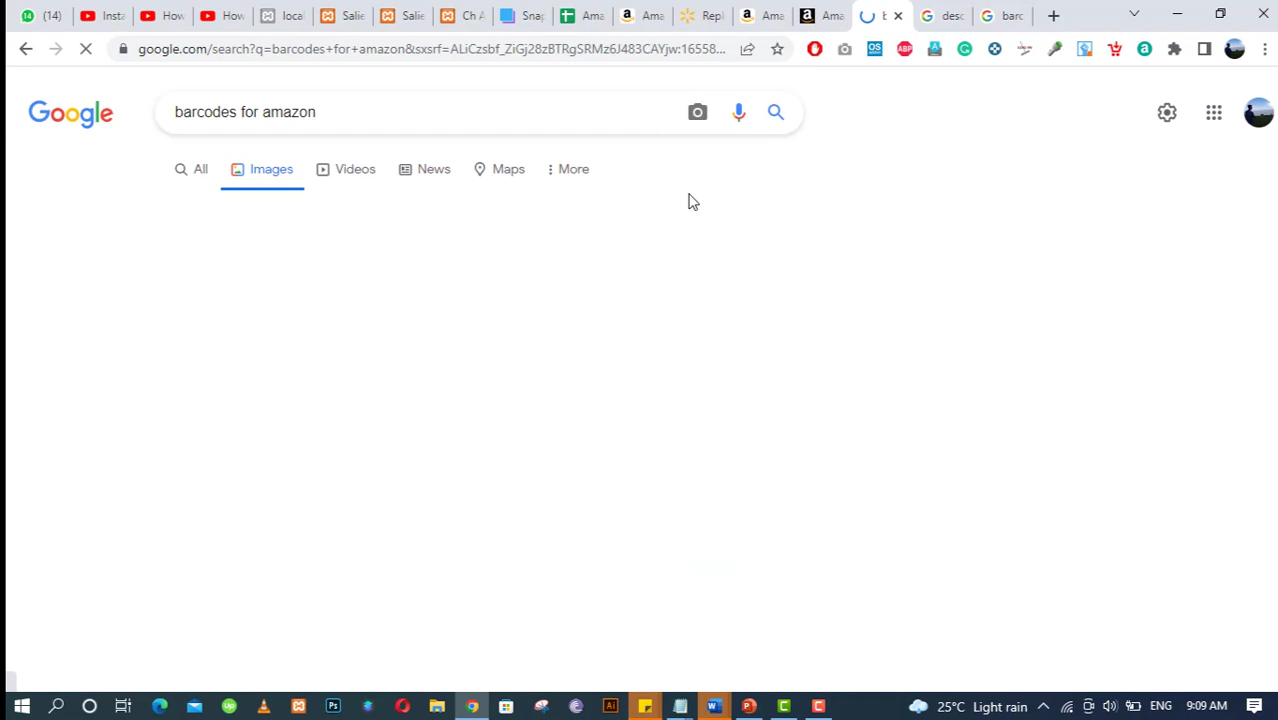 (14) Insta How How local Salie Salie Ch A Snap Ama Ama Repl Ama Ama b desc barc
google.com/search?q=barcodes+for+amazon&sxsrf=ALiCzsbf_ZiGj28zBTRgSRMz6J483CAYjw:16558...
Google barcodes for amazon
All Images Videos News Maps More
25°C Light rain ENG 9:09 AM